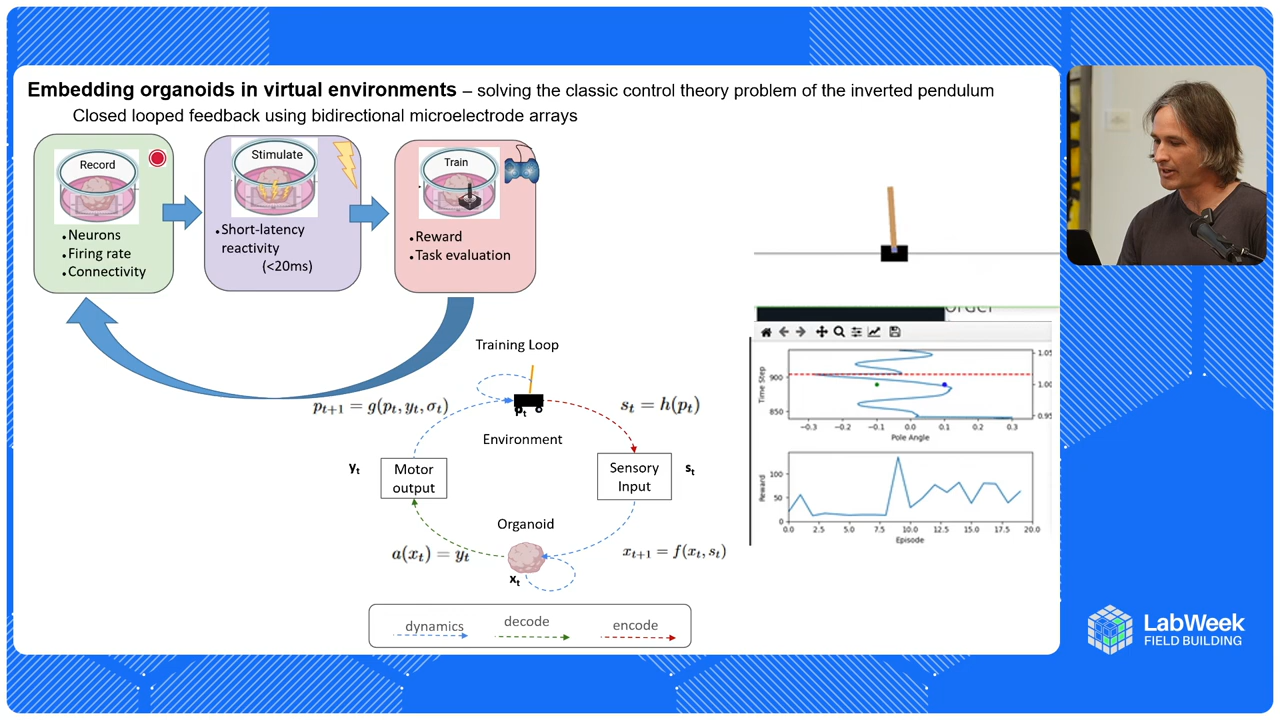 Embedding organoids in virtual environments – solving the classic control theory problem of the inverted pendulum
Closed looped feedback using bidirectional microelectrode arrays
Record
•Neurons
•Firing rate
•Connectivity
Stimulate
•Short-latency
reactivity
(<20ms)
Train
•Reward
•Task evaluation
Training Loop
pₜ
Environment
pₜ₊₁ = g(pₜ, yₜ, σₜ)
sₜ = h(pₜ)
yₜ
Motor
output
Sensory
Input
sₜ
Organoid
a(xₜ) = yₜ
xₜ₊₁ = f(xₜ, sₜ)
xₜ
dynamics
decode
encode
order
Time Step
900
850
1.05
1.00
0.95
−0.3 −0.2 −0.1 0.0 0.1 0.2 0.3
Pole Angle
Reward
100
50
0
0.0 2.5 5.0 7.5 10.0 12.5 15.0 17.5 20.0
Episode
LabWeek
FIELD BUILDING